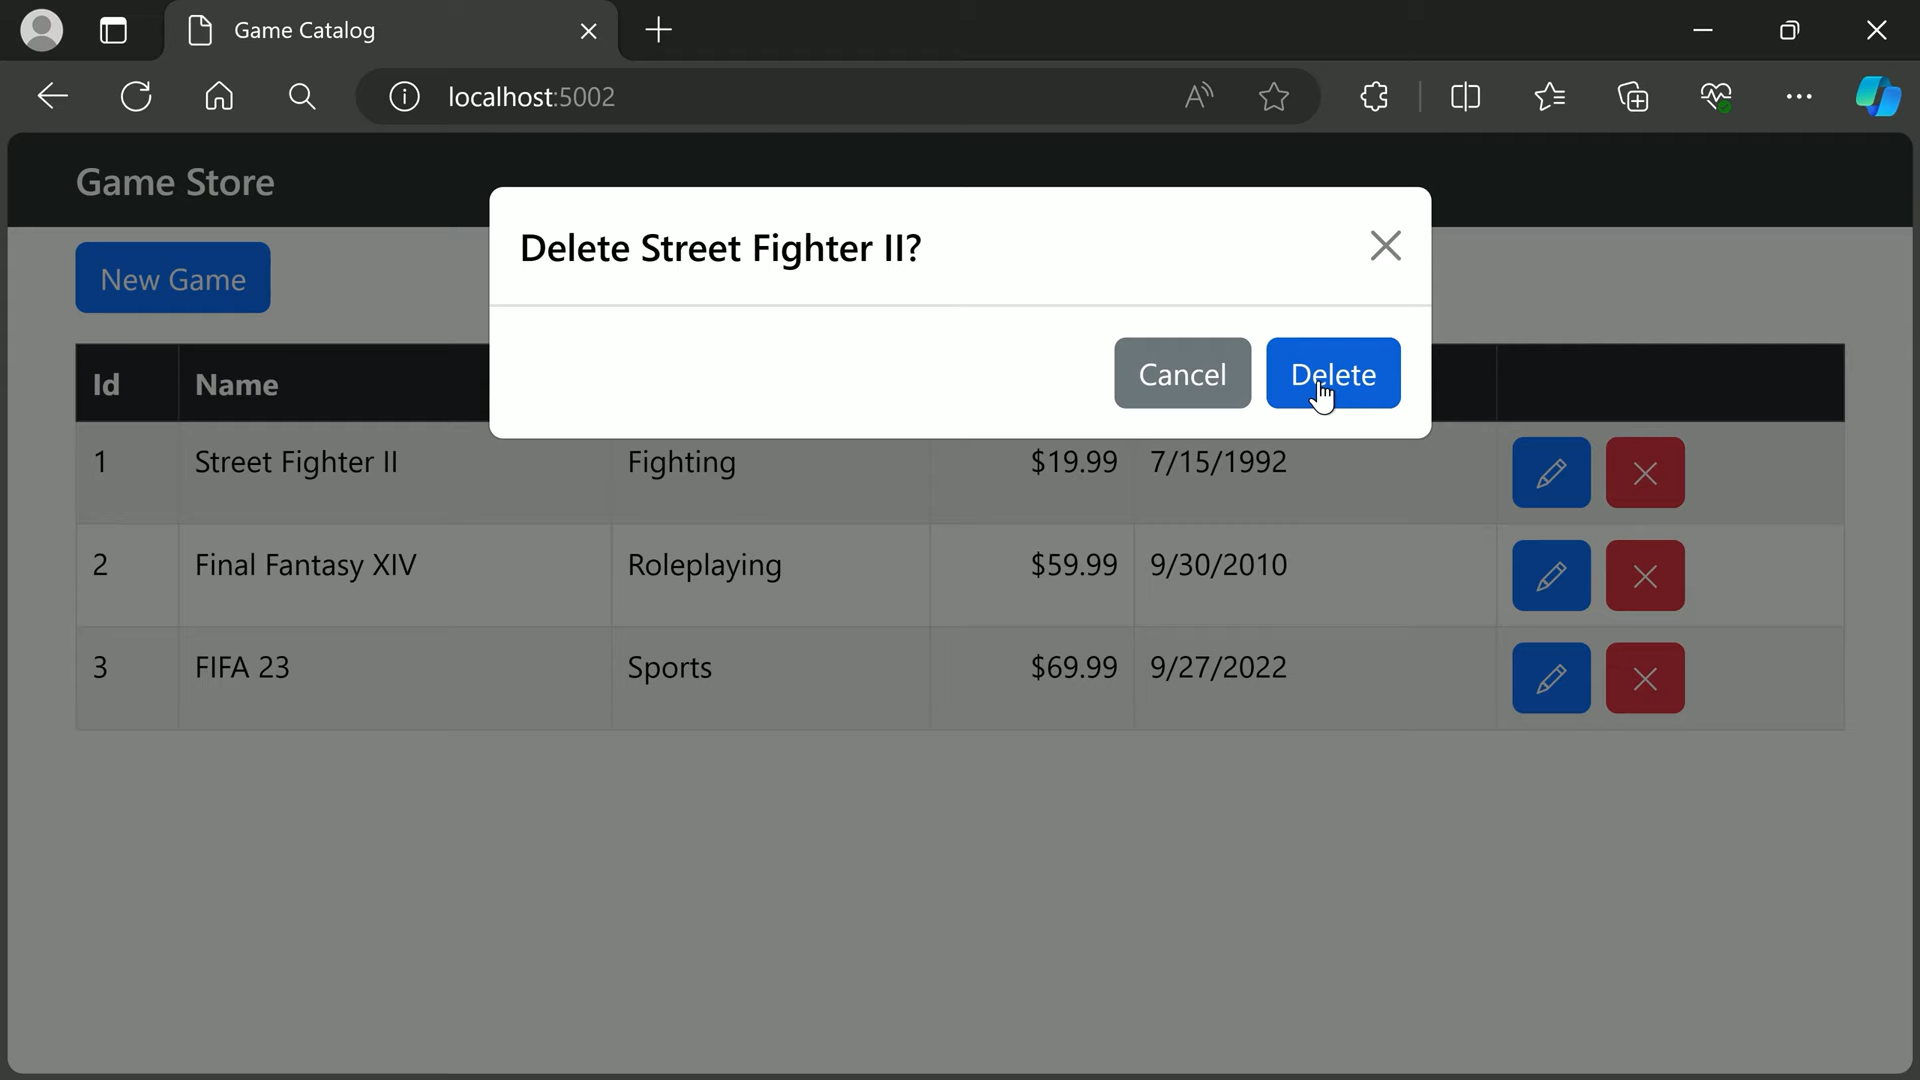 Game Catalog
localhost:5002
Game Store
Delete Street Fighter II?
New Game
Cancel Delete
Id Name
1 Street Fighter II Fighting $19.99 7/15/1992
2 Final Fantasy XIV Roleplaying $59.99 9/30/2010
3 FIFA 23 Sports $69.99 9/27/2022